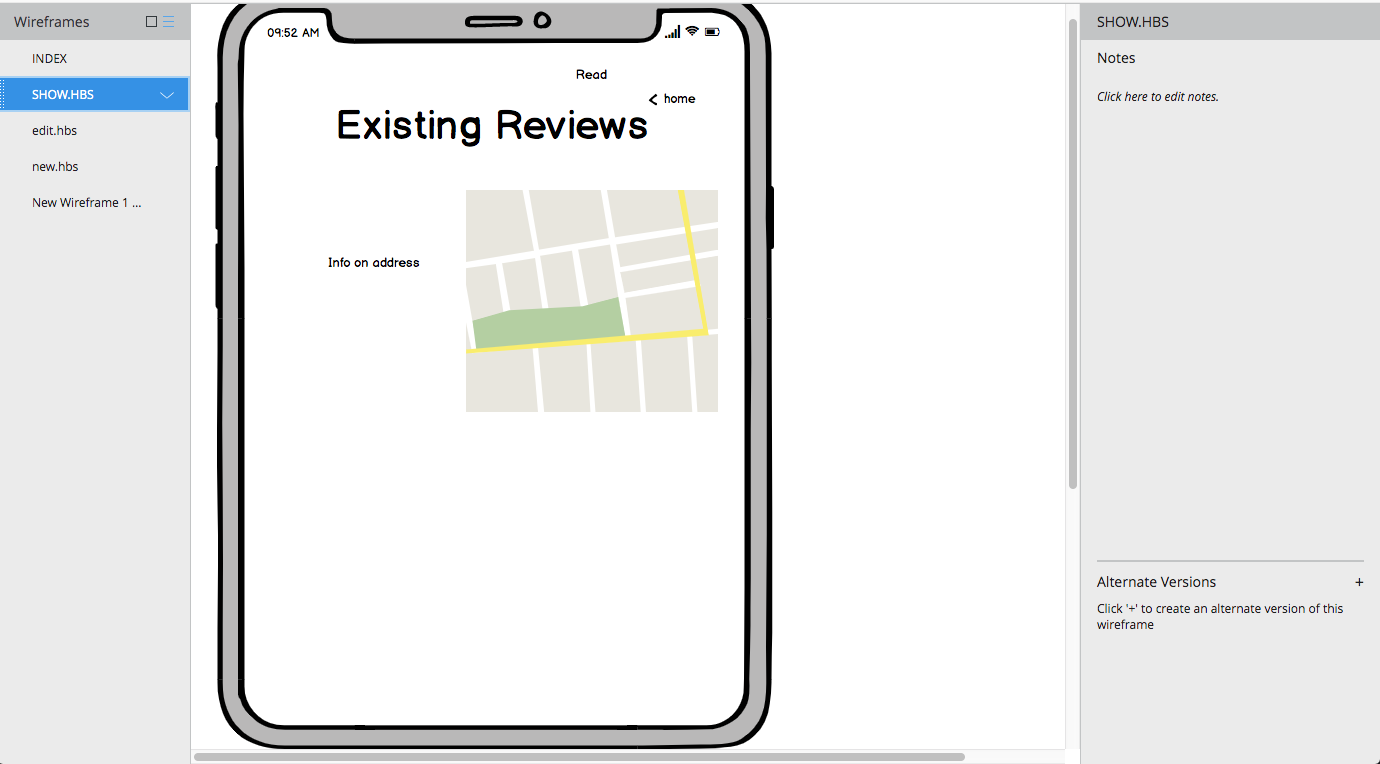 Wireframes
INDEX
SHOW.HBS
edit.hbs
new.hbs
New Wireframe 1 ...
09:52 AM
Read
home
Existing Reviews
Info on address
SHOW.HBS
Notes
Click here to edit notes.
Alternate Versions +
Click '+' to create an alternate version of this
wireframe